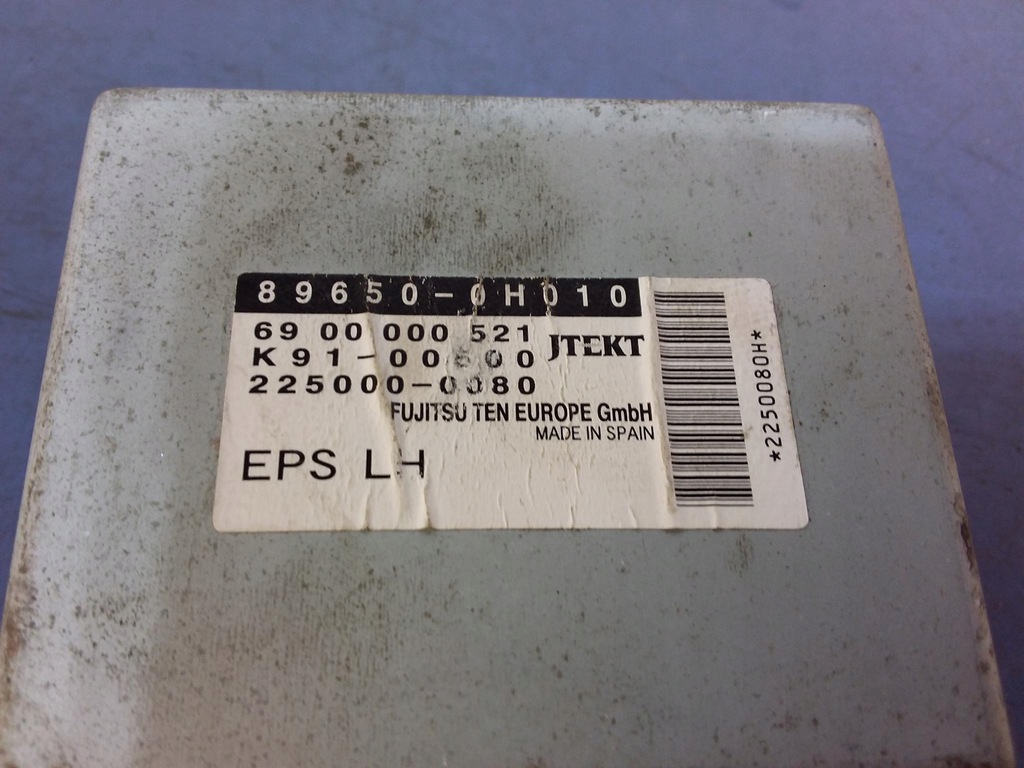 89650-0H010
69 00 000 521
JTEKT
K91-00500
225000-0080
FUJITSU TEN EUROPE GmbH
MADE IN SPAIN
EPS LH
*2250080H*